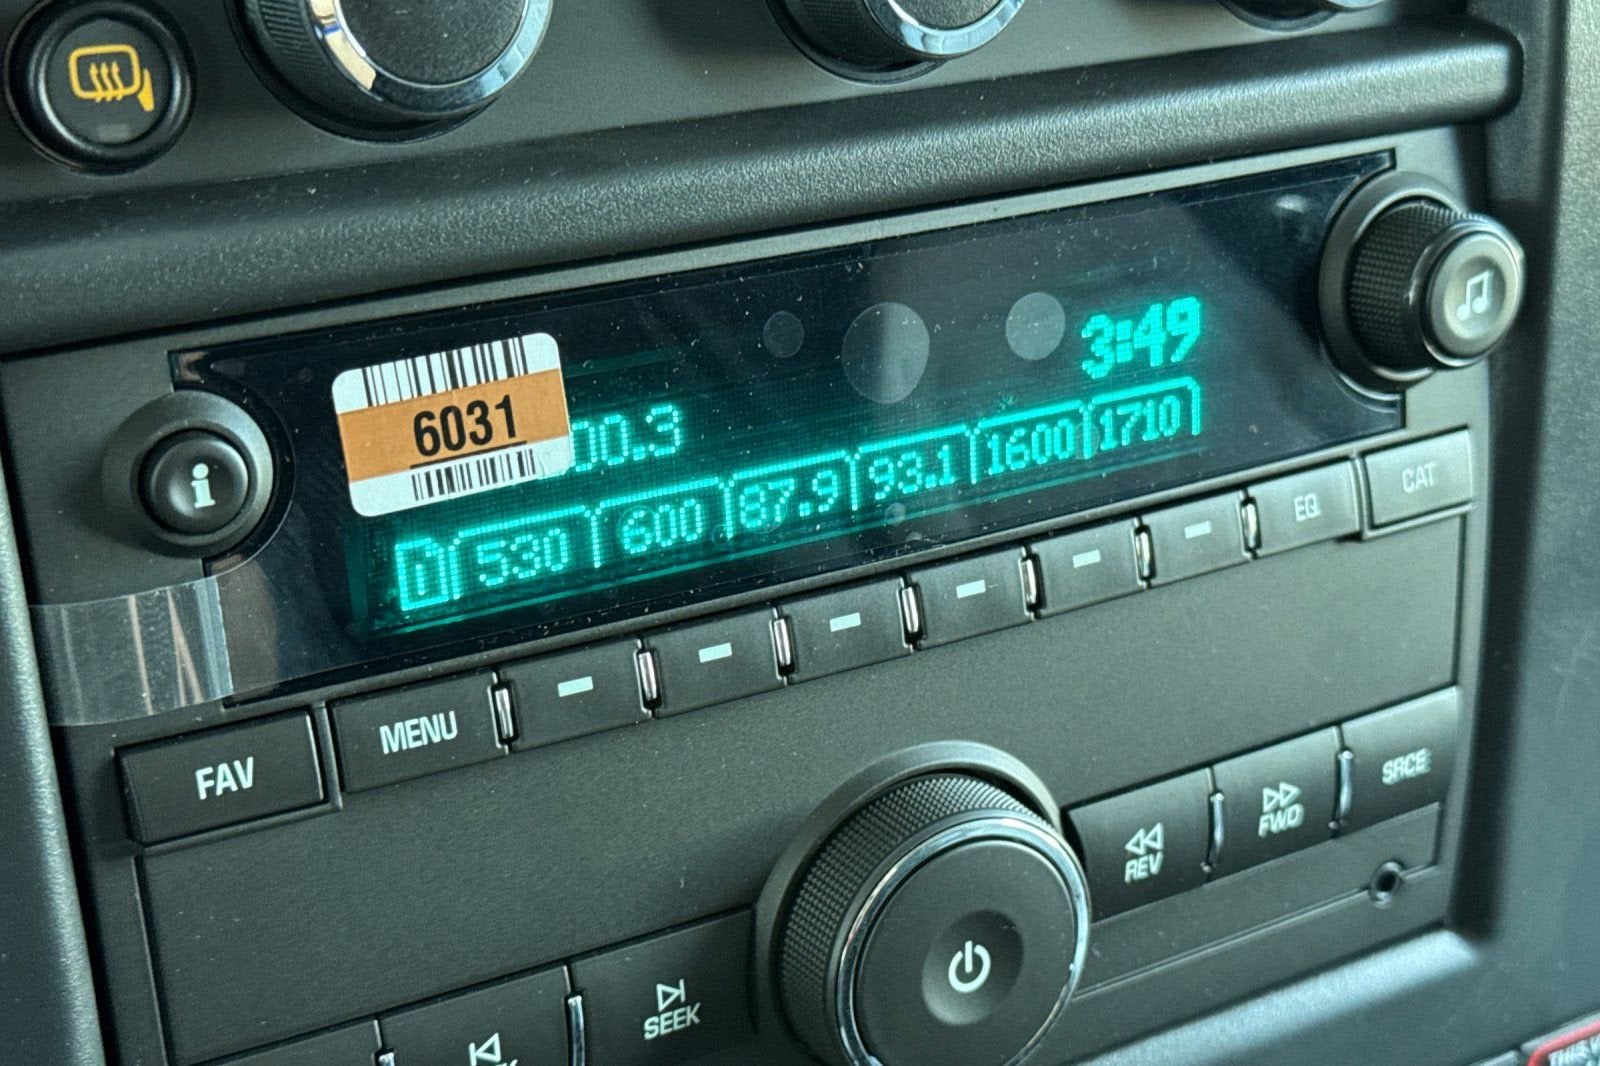 6031
00.3
3:49
1 530 600 87.9 93.1 1600 1710
i
FAV MENU EQ CAT
REV FWD SRCE
SEEK